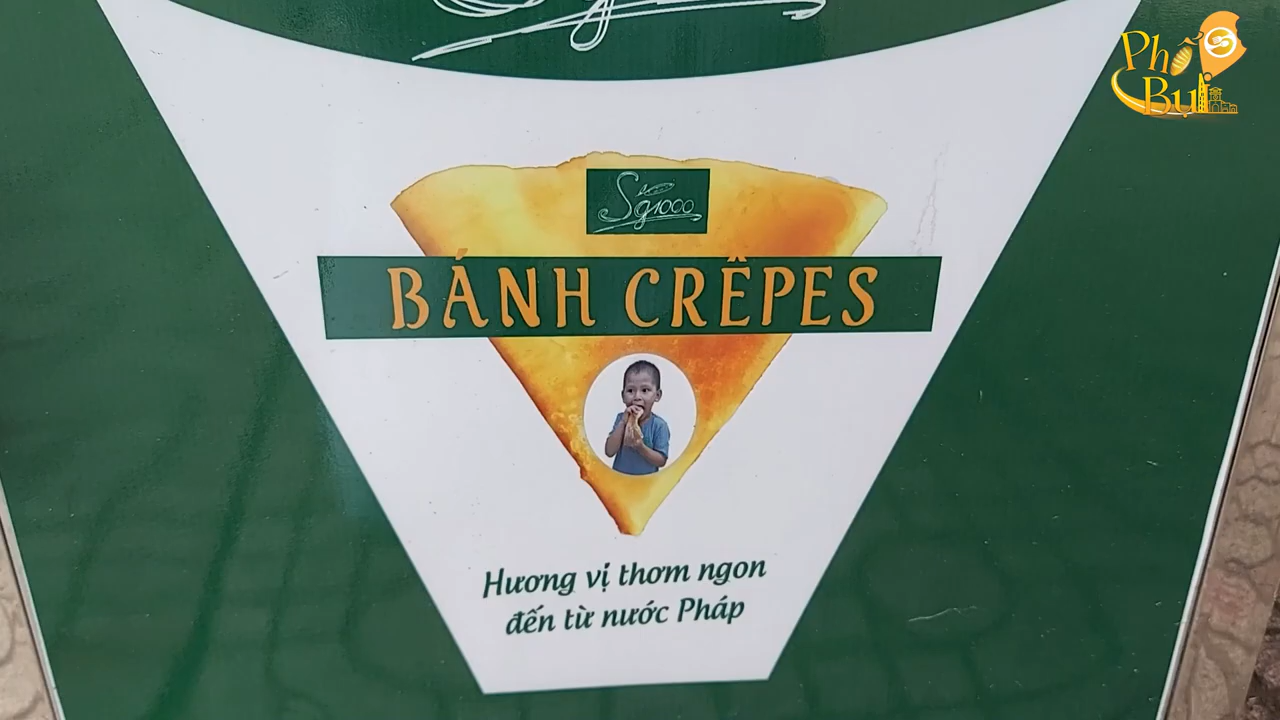 Phố
Bụi
Sg1000
BÁNH CRÊPES
Hương vị thơm ngon
đến từ nước Pháp